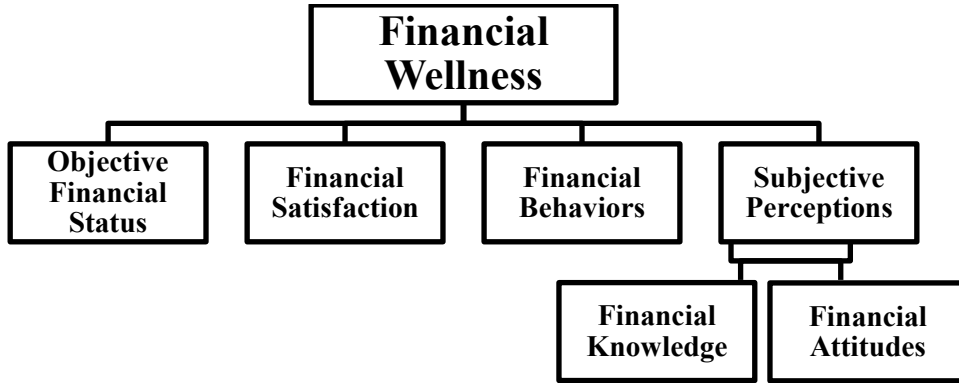 Financial
Wellness
Objective
Financial
Status
Financial
Satisfaction
Financial
Behaviors
Subjective
Perceptions
Financial
Knowledge
Financial
Attitudes